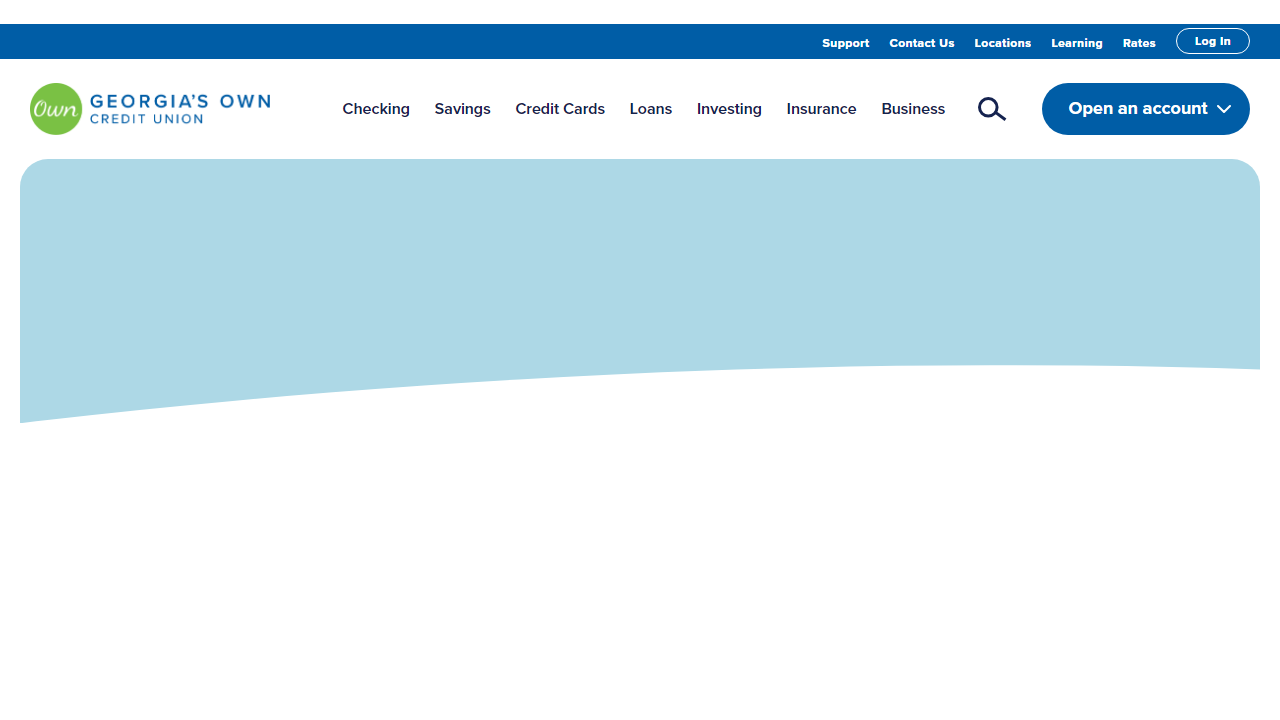 Support Contact Us Locations Learning Rates Log In
Own GEORGIA'S OWN
CREDIT UNION
Checking Savings Credit Cards Loans Investing Insurance Business Open an account